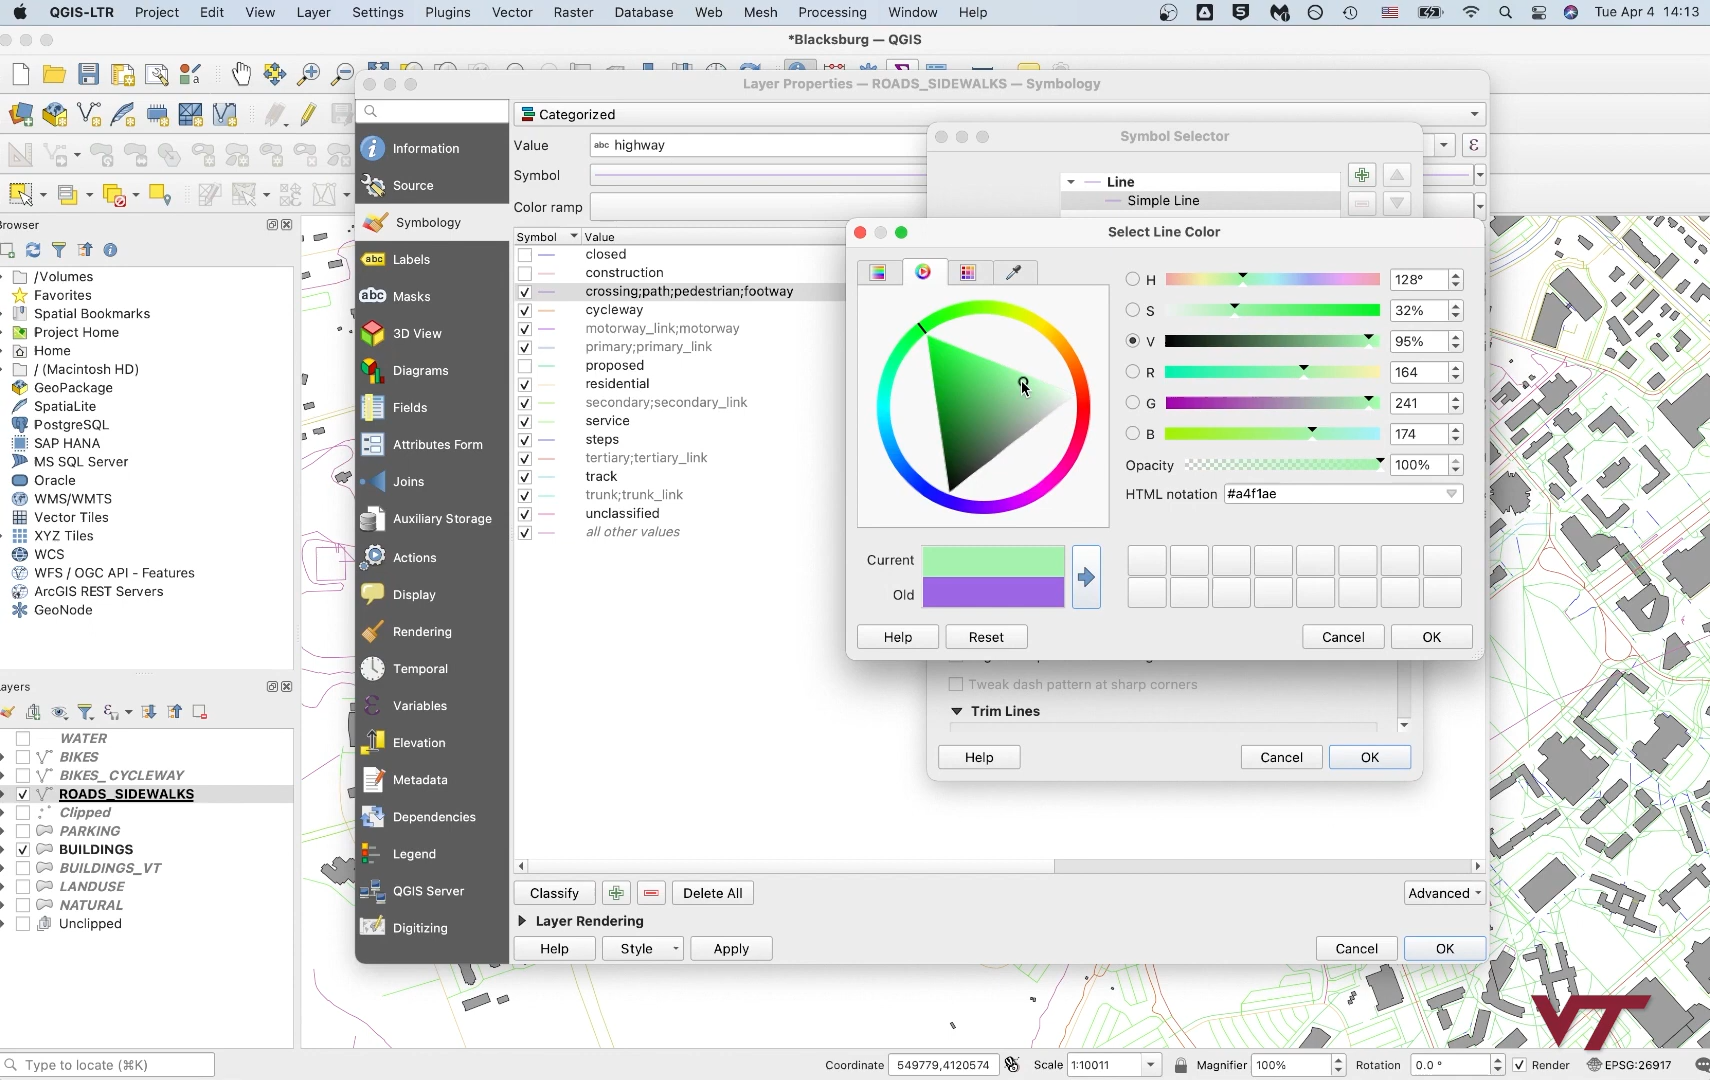 QGIS-LTR Project Edit View Layer Settings Plugins Vector Raster Database Web Mesh Processing Window Help Tue Apr 4 14:13
*Blacksburg — QGIS
Layer Properties — ROADS_SIDEWALKS — Symbology
Categorized
Value abc highway ε
Symbol
Color ramp
Symbol Value
closed
construction
crossing;path;pedestrian;footway
cycleway
motorway_link;motorway
primary;primary_link
proposed
residential
secondary;secondary_link
service
steps
tertiary;tertiary_link
track
trunk;trunk_link
unclassified
all other values
Information
Source
Symbology
abc Labels
abc Masks
3D View
Diagrams
Fields
Attributes Form
Joins
Auxiliary Storage
Actions
Display
Rendering
Temporal
Variables
Elevation
Metadata
Dependencies
Legend
QGIS Server
Digitizing
Classify Delete All Advanced
Layer Rendering
Help Style Apply Cancel OK
Symbol Selector
Line
Simple Line
Select Line Color
H 128°
S 32%
V 95%
R 164
G 241
B 174
Opacity 100%
HTML notation #a4f1ae
Current
Old
Help Reset Cancel OK
Tweak dash pattern at sharp corners
Trim Lines
Help Cancel OK
rowser
/Volumes
Favorites
Spatial Bookmarks
Project Home
Home
/ (Macintosh HD)
GeoPackage
SpatiaLite
PostgreSQL
SAP HANA
MS SQL Server
Oracle
WMS/WMTS
Vector Tiles
XYZ Tiles
WCS
WFS / OGC API - Features
ArcGIS REST Servers
GeoNode
ayers
WATER
BIKES
BIKES_CYCLEWAY
ROADS_SIDEWALKS
Clipped
PARKING
BUILDINGS
BUILDINGS_VT
LANDUSE
NATURAL
Unclipped
VT
Type to locate (⌘K) Coordinate 549779,4120574 Scale 1:10011 Magnifier 100% Rotation 0.0 ° Render EPSG:26917